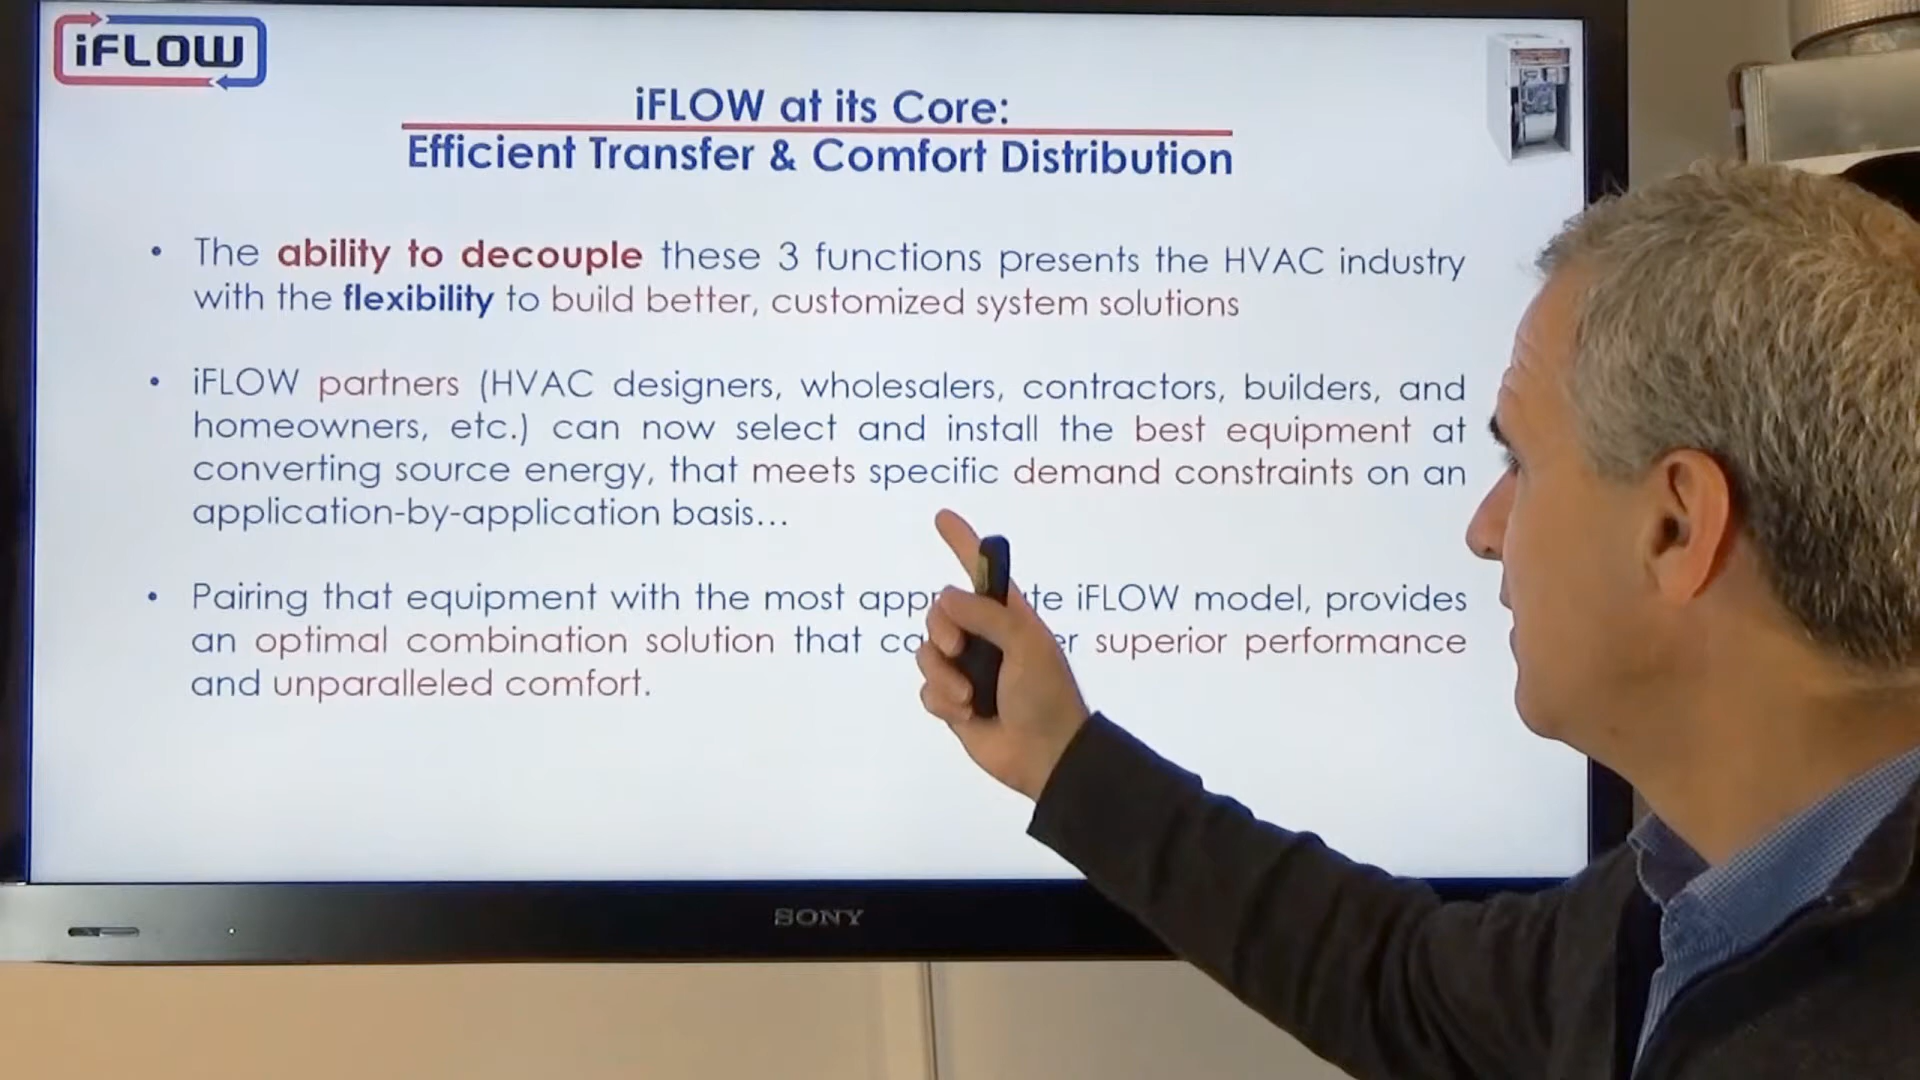 iFLOW
iFLOW at its Core:
Efficient Transfer & Comfort Distribution
• The ability to decouple these 3 functions presents the HVAC industry
with the flexibility to build better, customized system solutions
• iFLOW partners (HVAC designers, wholesalers, contractors, builders, and
homeowners, etc.) can now select and install the best equipment at
converting source energy, that meets specific demand constraints on an
application-by-application basis...
• Pairing that equipment with the most iFLOW model, provides
an optimal combination solution that superior performance
and unparalleled comfort.
SONY